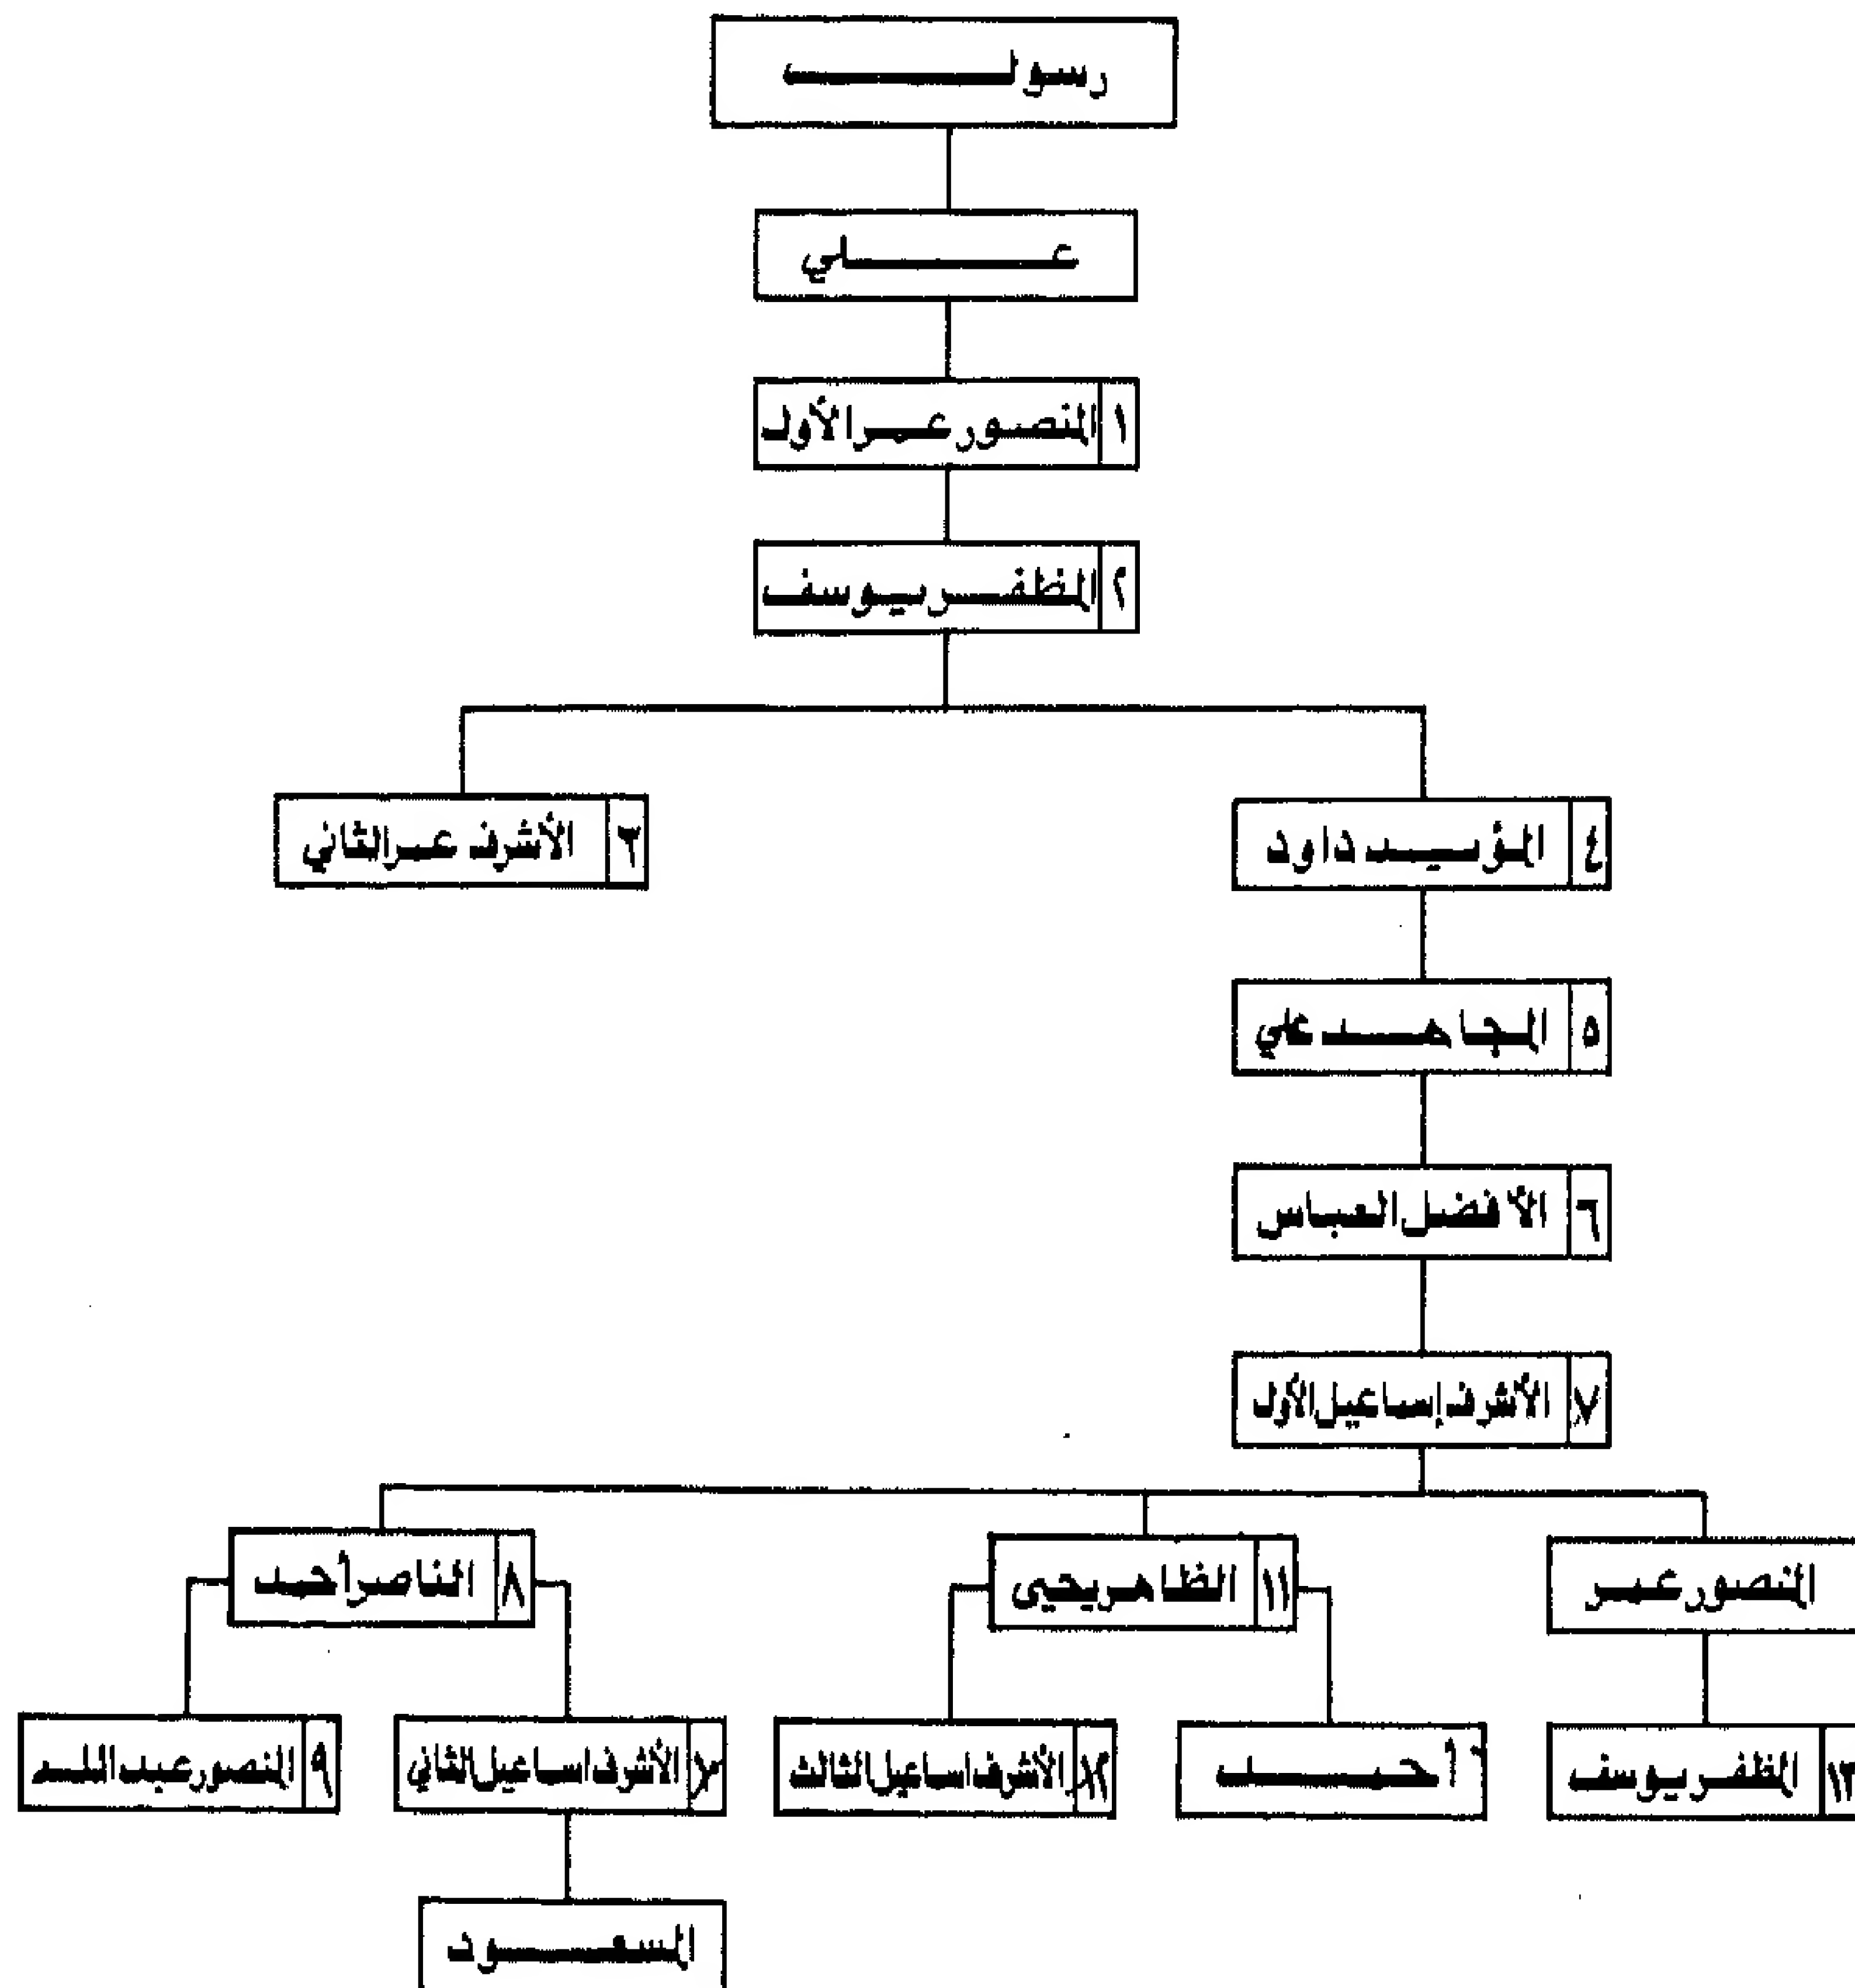 رسول
علي
١ المنصور عمر الأول
٢ المظفر يوسف
٤ المؤيد داود
٣ الأشرف عمر الثاني
٥ المجاهد علي
٦ الأفضل العباس
٧ الأشرف إسماعيل الأول
المنصور عمر
١١ الظاهر يحيى
٨ الناصر أحمد
١٣ المظفر يوسف
أحمد
١٢ الأشرف اسماعيل الثالث
١٠ الأشرف اسماعيل الثاني
٩ المنصور عبد الله
المسعود